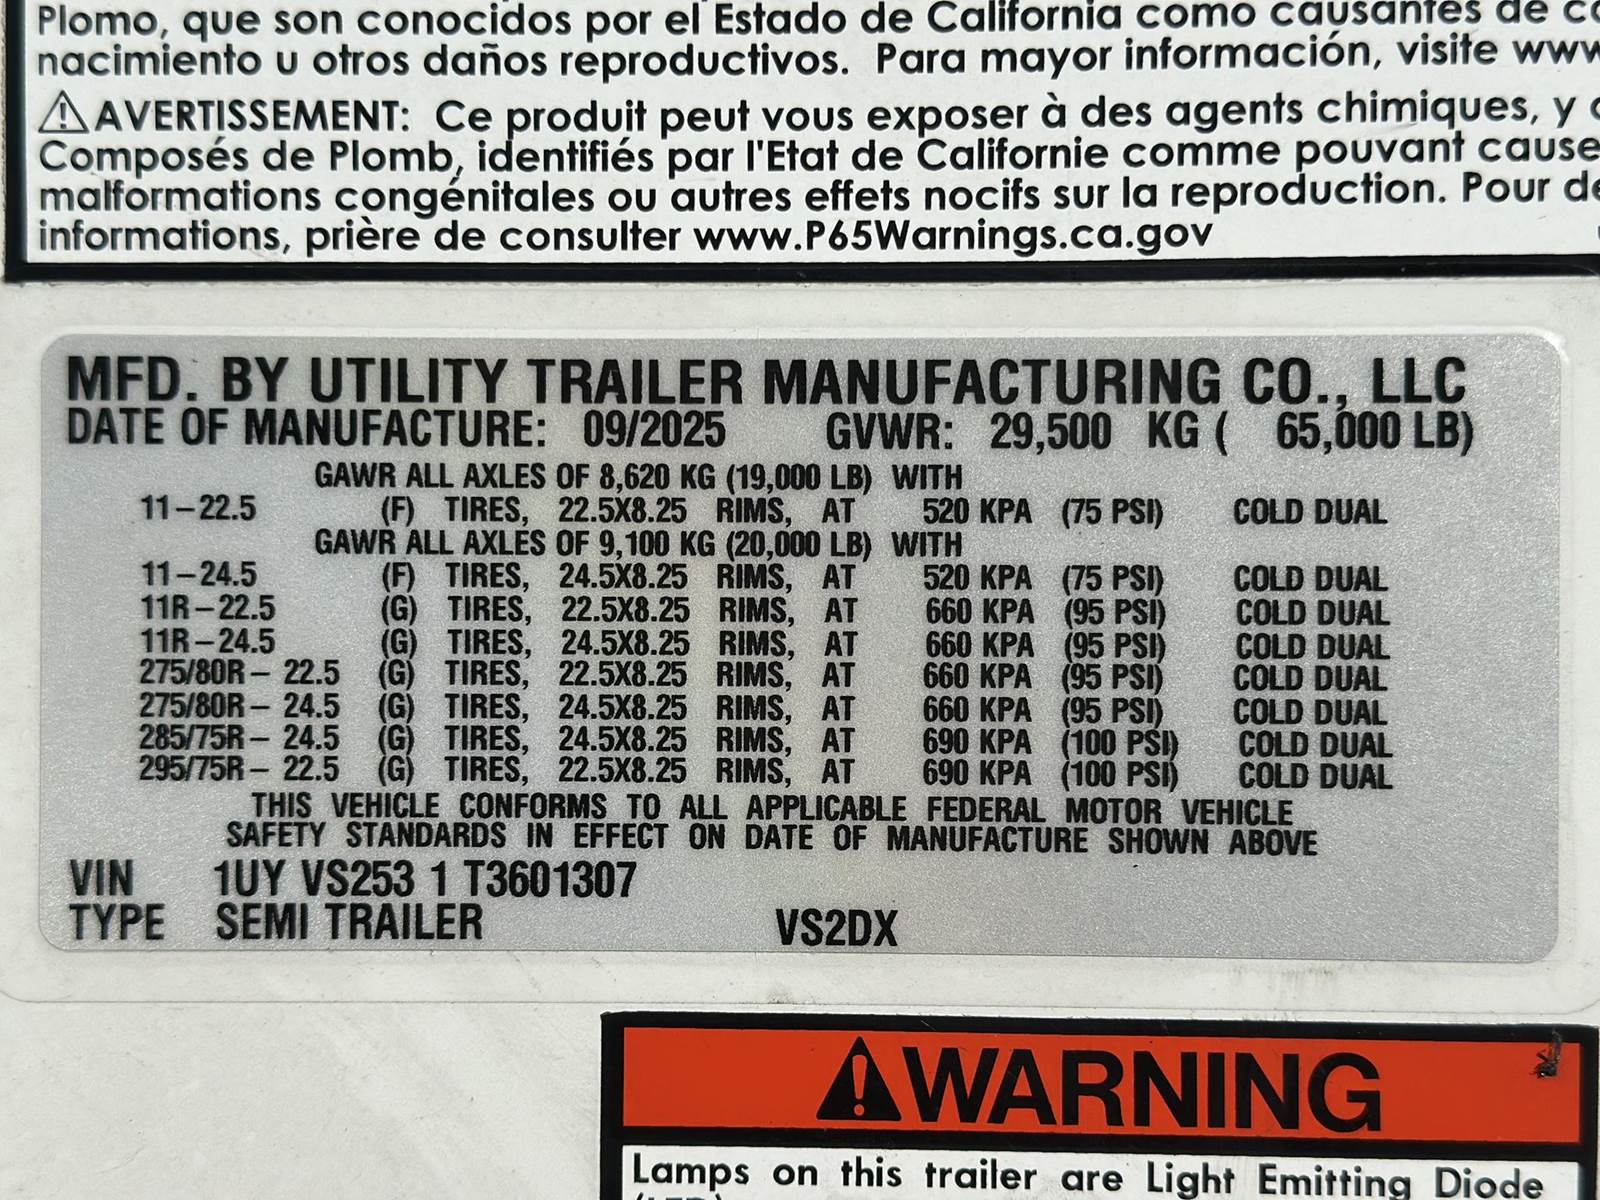 Plomo, que son conocidos por el Estado de California como causantes de
nacimiento u otros daños reproductivos. Para mayor información, visite www
⚠AVERTISSEMENT: Ce produit peut vous exposer à des agents chimiques, y
Composés de Plomb, identifiés par l'Etat de Californie comme pouvant cause
malformations congénitales ou autres effets nocifs sur la reproduction. Pour de
informations, prière de consulter www.P65Warnings.ca.gov
MFD. BY UTILITY TRAILER MANUFACTURING CO., LLC
DATE OF MANUFACTURE: 09/2025 GVWR: 29,500 KG ( 65,000 LB)
GAWR ALL AXLES OF 8,620 KG (19,000 LB) WITH
11-22.5 (F) TIRES, 22.5X8.25 RIMS, AT 520 KPA (75 PSI) COLD DUAL
GAWR ALL AXLES OF 9,100 KG (20,000 LB) WITH
11-24.5 (F) TIRES, 24.5X8.25 RIMS, AT 520 KPA (75 PSI) COLD DUAL
11R-22.5 (G) TIRES, 22.5X8.25 RIMS, AT 660 KPA (95 PSI) COLD DUAL
11R-24.5 (G) TIRES, 24.5X8.25 RIMS, AT 660 KPA (95 PSI) COLD DUAL
275/80R- 22.5 (G) TIRES, 22.5X8.25 RIMS, AT 660 KPA (95 PSI) COLD DUAL
275/80R- 24.5 (G) TIRES, 24.5X8.25 RIMS, AT 660 KPA (95 PSI) COLD DUAL
285/75R- 24.5 (G) TIRES, 24.5X8.25 RIMS, AT 690 KPA (100 PSI) COLD DUAL
295/75R- 22.5 (G) TIRES, 22.5X8.25 RIMS, AT 690 KPA (100 PSI) COLD DUAL
THIS VEHICLE CONFORMS TO ALL APPLICABLE FEDERAL MOTOR VEHICLE
SAFETY STANDARDS IN EFFECT ON DATE OF MANUFACTURE SHOWN ABOVE
VIN 1UY VS253 1 T3601307
TYPE SEMI TRAILER VS2DX
⚠WARNING
Lamps on this trailer are Light Emitting Diode